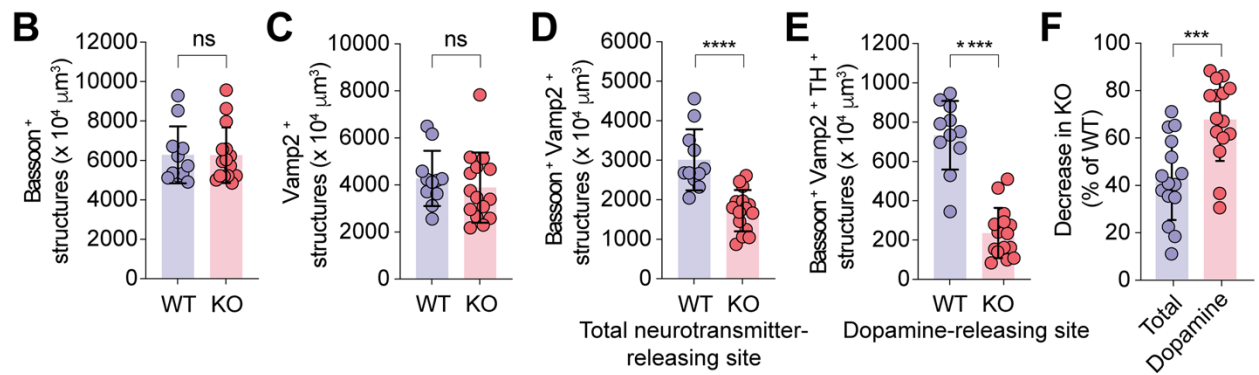 B
Bassoon⁺
structures (x 10⁴ μm³)
12000
10000
8000
6000
4000
2000
0
ns
WT KO
C
Vamp2 ⁺
structures (x 10⁴ μm³)
10000
8000
6000
4000
2000
0
ns
WT KO
D
Bassoon⁺ Vamp2 ⁺
structures (x 10⁴ μm³)
6000
5000
4000
3000
2000
1000
0
****
WT KO
Total neurotransmitter-
releasing site
E
Bassoon⁺ Vamp2 ⁺ TH ⁺
structures (x 10⁴ μm³)
1200
1000
800
600
400
200
0
* ****
WT KO
Dopamine-releasing site
F
Decrease in KO
(% of WT)
100
80
60
40
20
0
***
Total
Dopamine